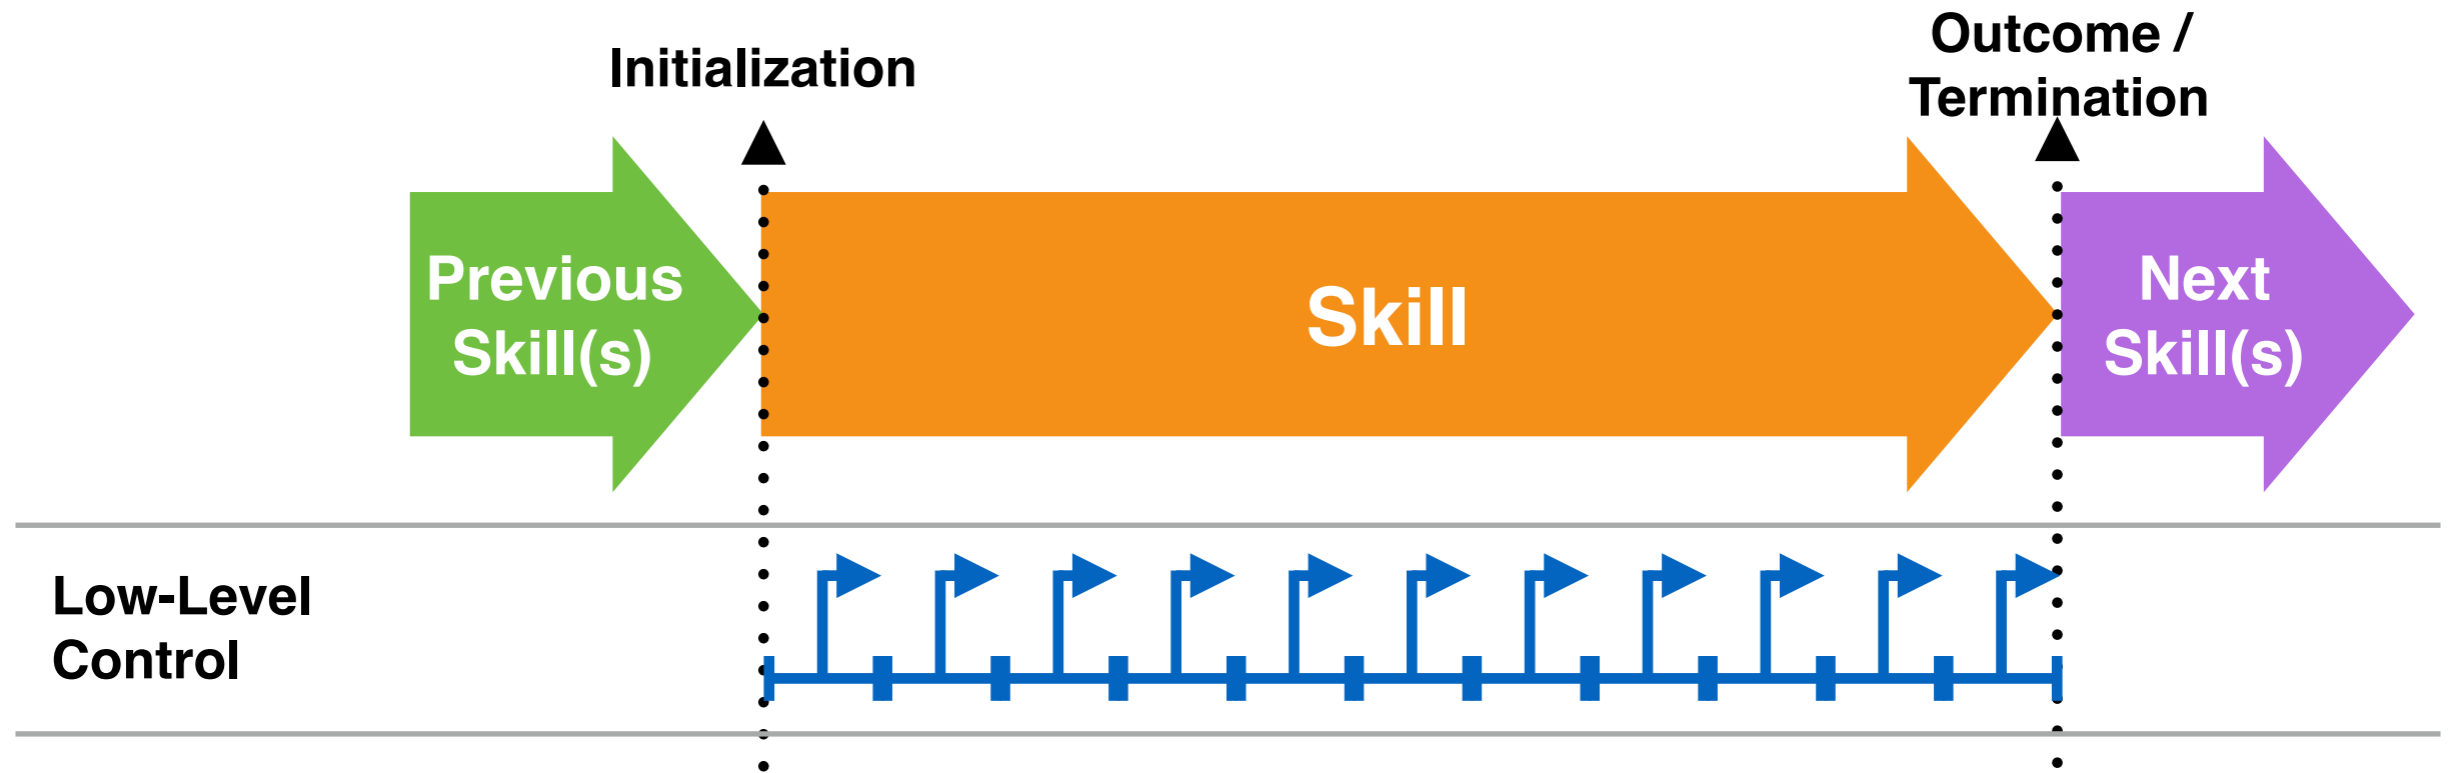 Initialization
Outcome /
Termination
Previous
Skill(s)
Skill
Next
Skill(s)
Low-Level
Control